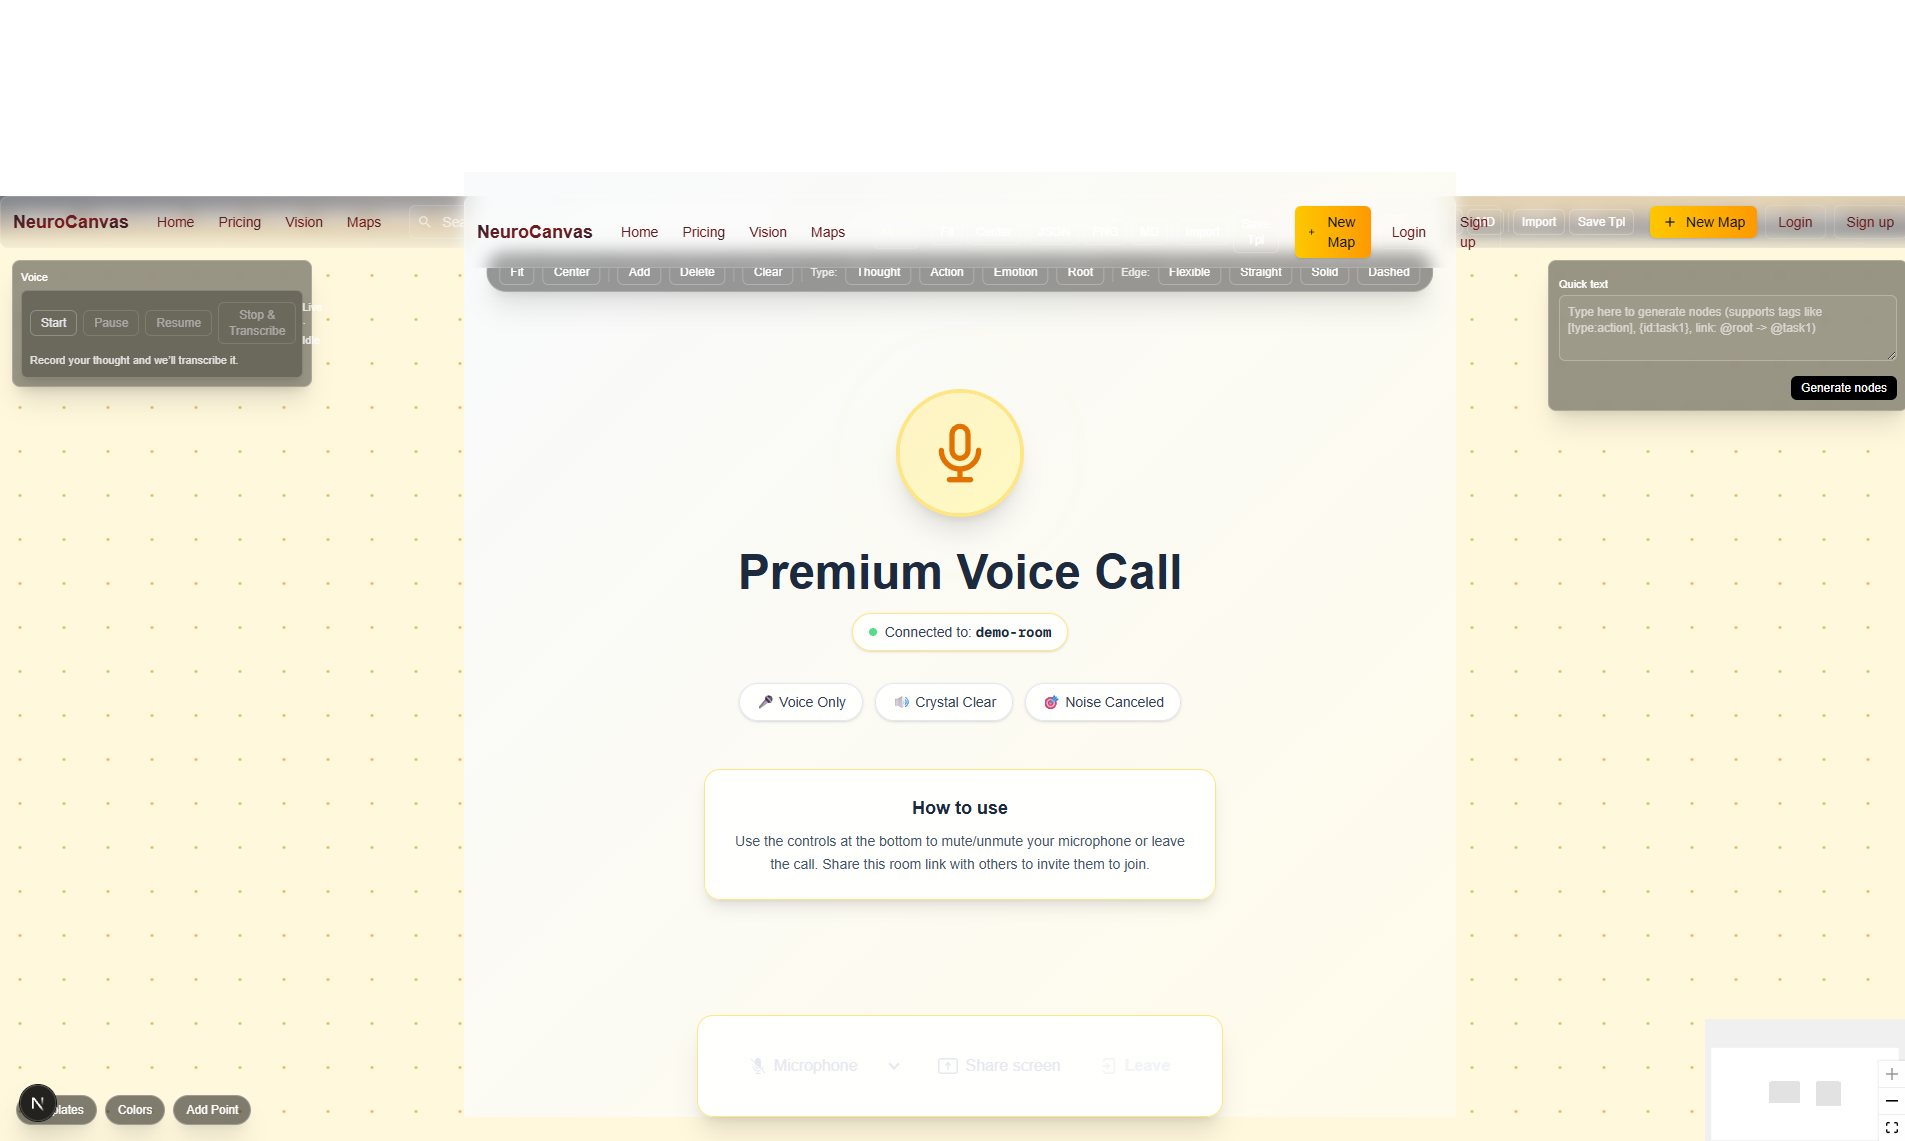 NeuroCanvas Home Pricing Vision Maps
NeuroCanvas Home Pricing Vision Maps
New
Map
Login
Sign
up
Import Save Tpl + New Map Login Sign up
Fit Center Add Delete Clear Type: Thought Action Emotion Root Edge: Flexible Straight Solid Dashed
Voice
Start Pause Resume Stop &
Transcribe
Idle
Record your thought and we'll transcribe it.
Quick text
Type here to generate nodes (supports tags like
[type:action], {id:task1}, link: @root -> @task1)
Generate nodes
Premium Voice Call
Connected to: demo-room
Voice Only Crystal Clear Noise Canceled
How to use
Use the controls at the bottom to mute/unmute your microphone or leave
the call. Share this room link with others to invite them to join.
Microphone Share screen Leave
N
Colors Add Point